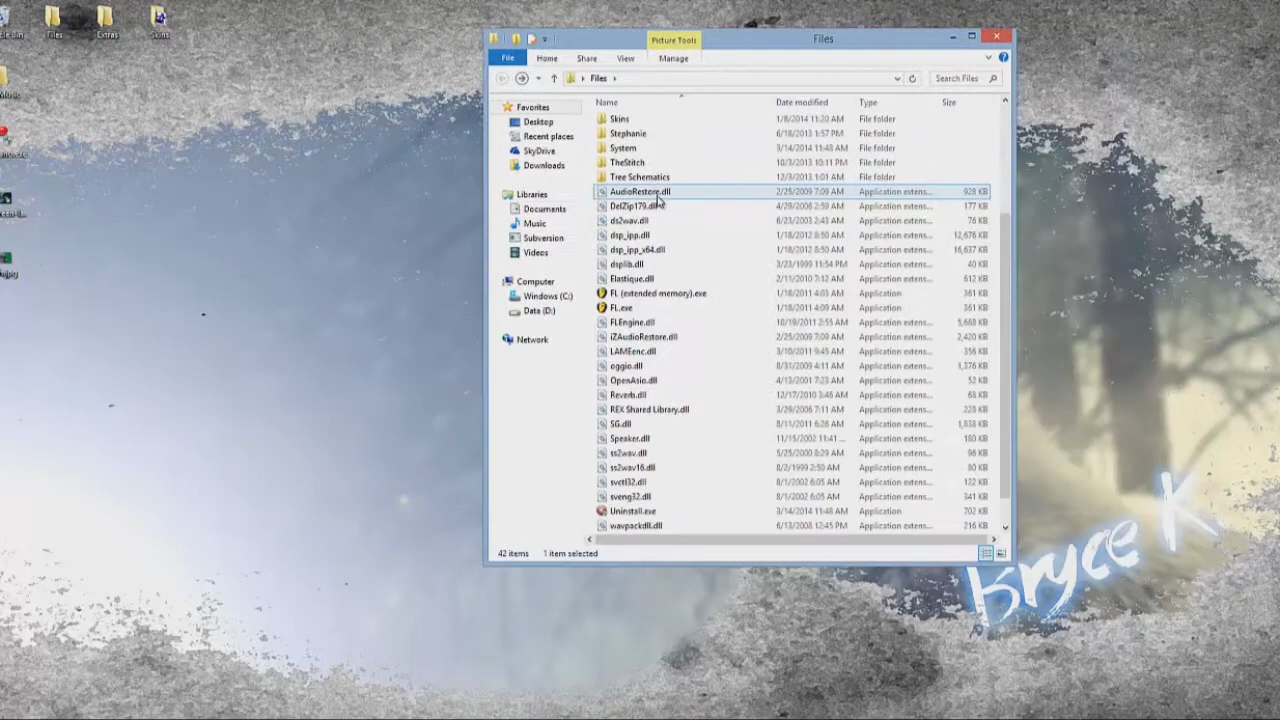 Files
Extras
Skins
Picture Tools
Files
File
Home
Share
View
Manage
Files
Search Files
Favorites
Desktop
Recent places
SkyDrive
Downloads
Libraries
Documents
Music
Subversion
Videos
Computer
Windows (C:)
Data (D:)
Network
Name Date modified Type Size
Skins 1/8/2014 11:20 AM File folder
Stephanie 6/18/2013 1:57 PM File folder
System 3/14/2014 11:48 AM File folder
TheStitch 10/3/2013 10:11 PM File folder
Tree Schematics 12/3/2013 1:01 AM File folder
AudioRestore.dll 2/25/2009 7:09 AM Application extens... 928 KB
DelZip179.dll 4/29/2006 2:59 AM Application extens... 177 KB
ds2wav.dll 6/23/2003 2:43 AM Application extens... 76 KB
dsp_ipp.dll 1/18/2012 8:50 AM Application extens... 12,676 KB
dsp_ipp_x64.dll 1/18/2012 8:50 AM Application extens... 16,637 KB
dsplib.dll 3/23/1999 11:54 PM Application extens... 40 KB
Elastique.dll 2/11/2010 7:12 AM Application extens... 612 KB
FL (extended memory).exe 1/18/2011 4:03 AM Application 361 KB
FL.exe 1/18/2011 4:09 AM Application 361 KB
FLEngine.dll 10/19/2011 2:55 AM Application extens... 5,668 KB
iZAudioRestore.dll 2/25/2009 7:09 AM Application extens... 2,420 KB
LAMEenc.dll 3/10/2011 9:45 AM Application extens... 356 KB
oggio.dll 8/31/2009 4:11 AM Application extens... 1,376 KB
OpenAsio.dll 4/13/2001 7:23 AM Application extens... 52 KB
Reverb.dll 12/17/2010 3:46 AM Application extens... 68 KB
REX Shared Library.dll 3/29/2006 7:11 AM Application extens... 228 KB
SG.dll 8/11/2011 6:28 AM Application extens... 1,838 KB
Speaker.dll 11/15/2002 11:41 ... Application extens... 180 KB
ss2wav.dll 5/25/2000 8:29 AM Application extens... 96 KB
ss2wav16.dll 8/2/1999 2:50 AM Application extens... 80 KB
svctl32.dll 8/1/2002 6:05 AM Application extens... 122 KB
sveng32.dll 8/1/2002 6:05 AM Application extens... 341 KB
Uninstall.exe 3/14/2014 11:48 AM Application 702 KB
wavpackdll.dll 6/13/2008 12:45 PM Application extens... 216 KB
42 items 1 item selected
Bryce K